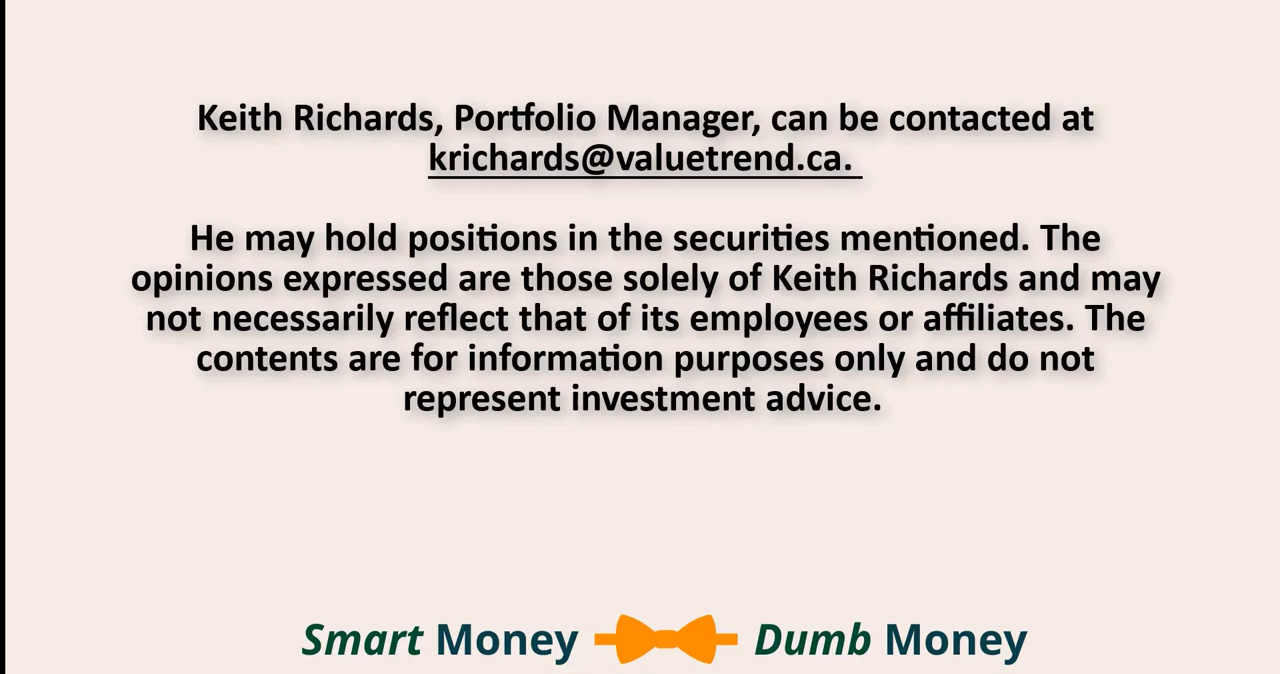 Keith Richards, Portfolio Manager, can be contacted at
krichards@valuetrend.ca.
He may hold positions in the securities mentioned. The
opinions expressed are those solely of Keith Richards and may
not necessarily reflect that of its employees or affiliates. The
contents are for information purposes only and do not
represent investment advice.
Smart Money Dumb Money